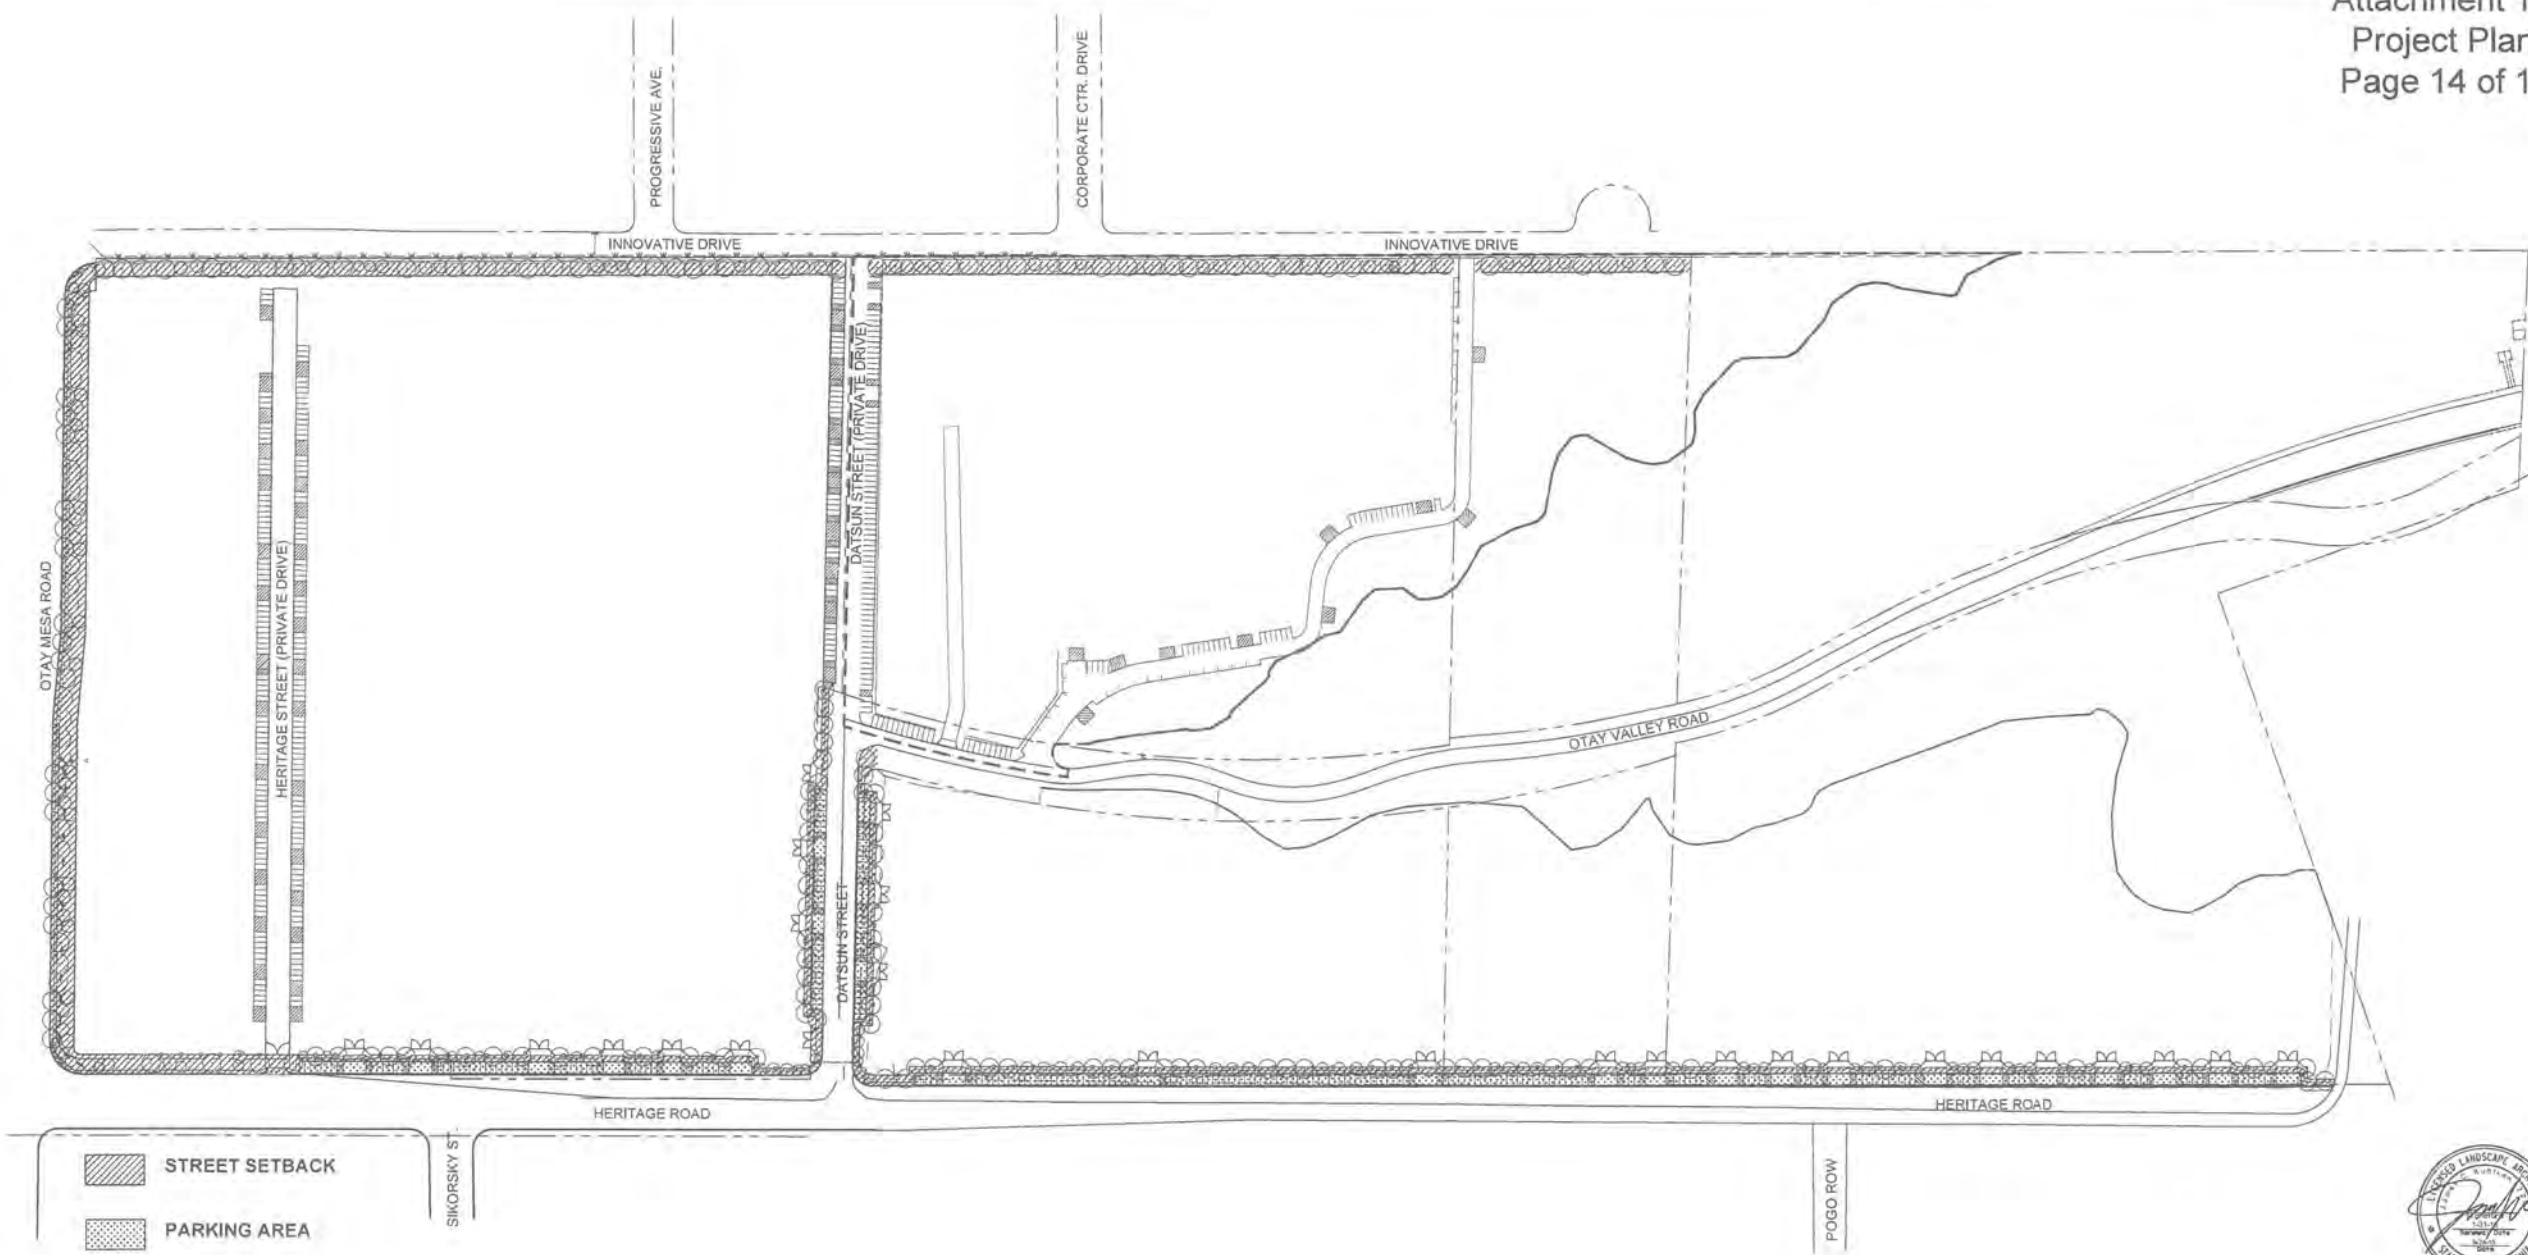 Attachment 1
Project Plan
Page 14 of 1
PROGRESSIVE AVE.
CORPORATE CTR. DRIVE
INNOVATIVE DRIVE
INNOVATIVE DRIVE
OTAY MESA ROAD
HERITAGE STREET (PRIVATE DRIVE)
DATSUN STREET (PRIVATE DRIVE)
OTAY VALLEY ROAD
DATSUN STREET
HERITAGE ROAD
HERITAGE ROAD
SIKORSKY ST.
POGO ROW
STREET SETBACK
PARKING AREA
LICENSED LANDSCAPE